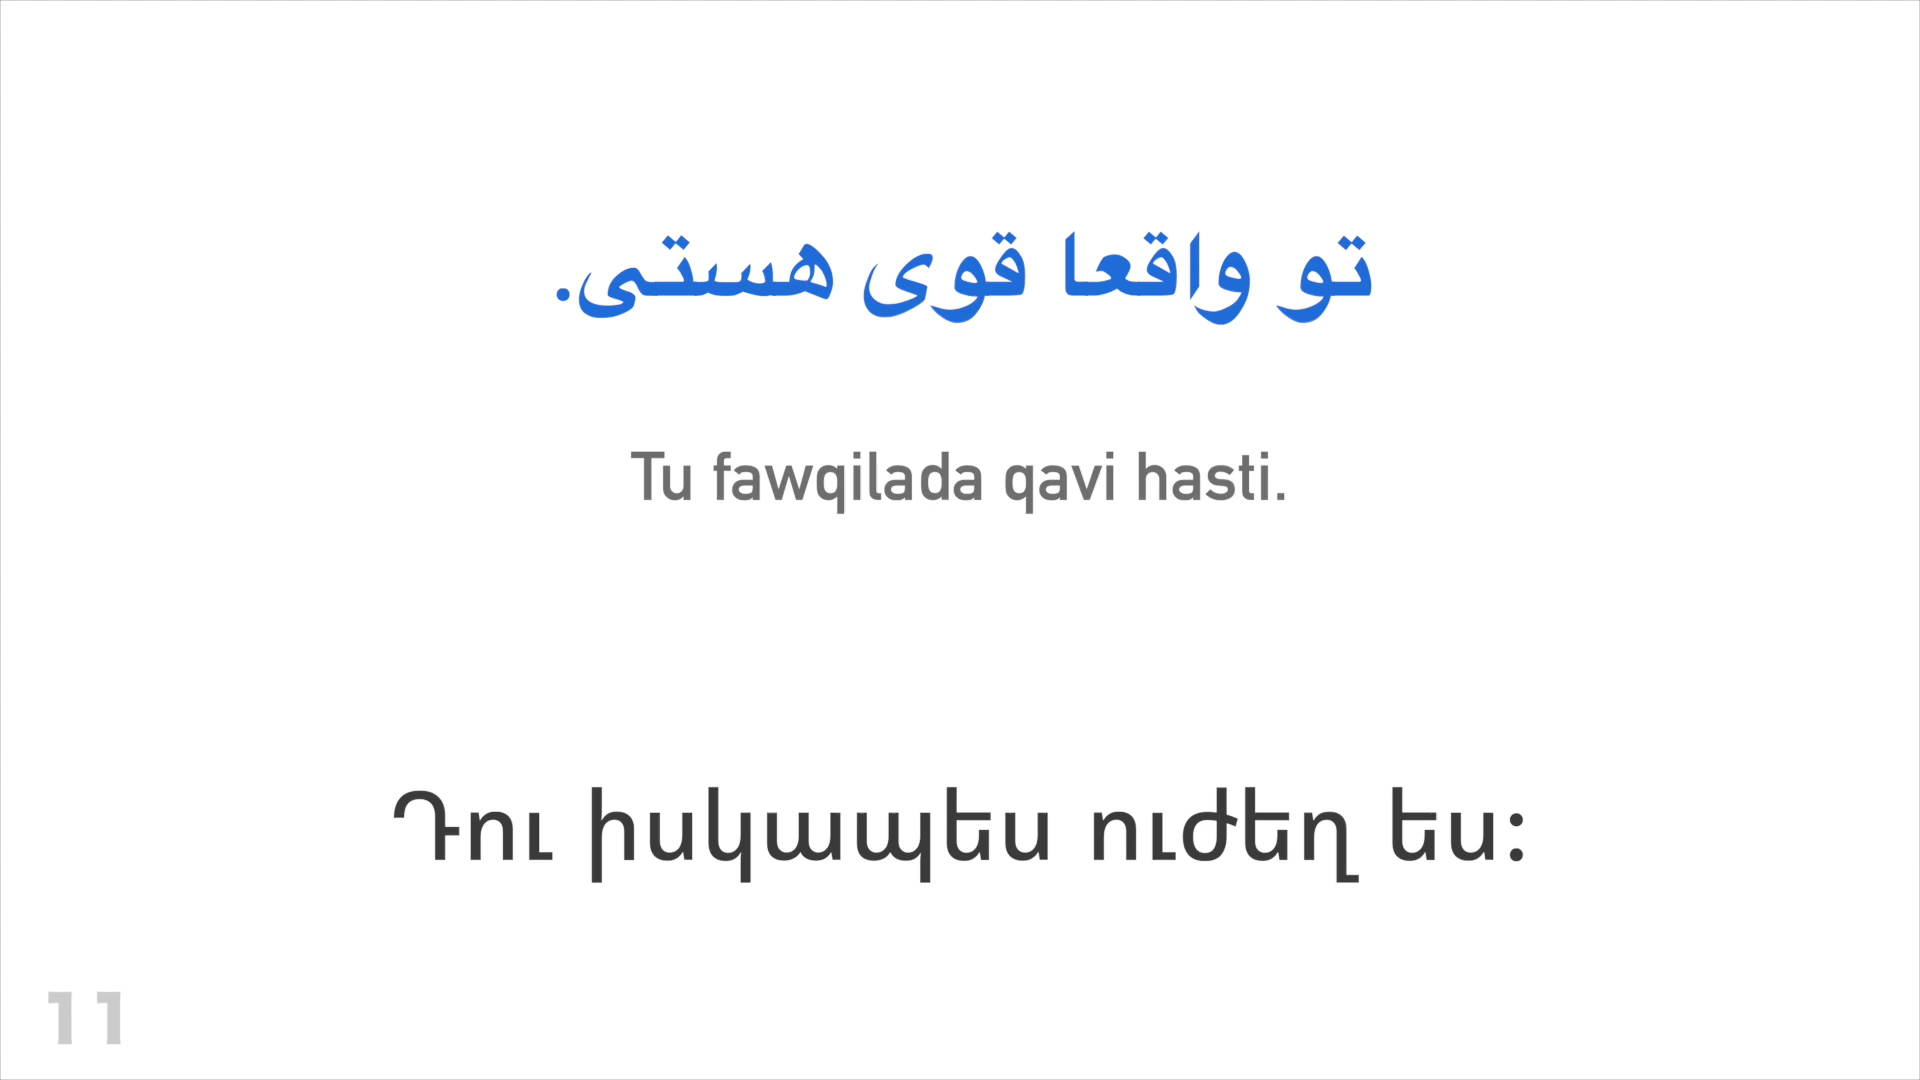 تو واقعا قوی هستی.
Tu fawqilada qavi hasti.
Դու իսկապես ուժեղ ես:
11